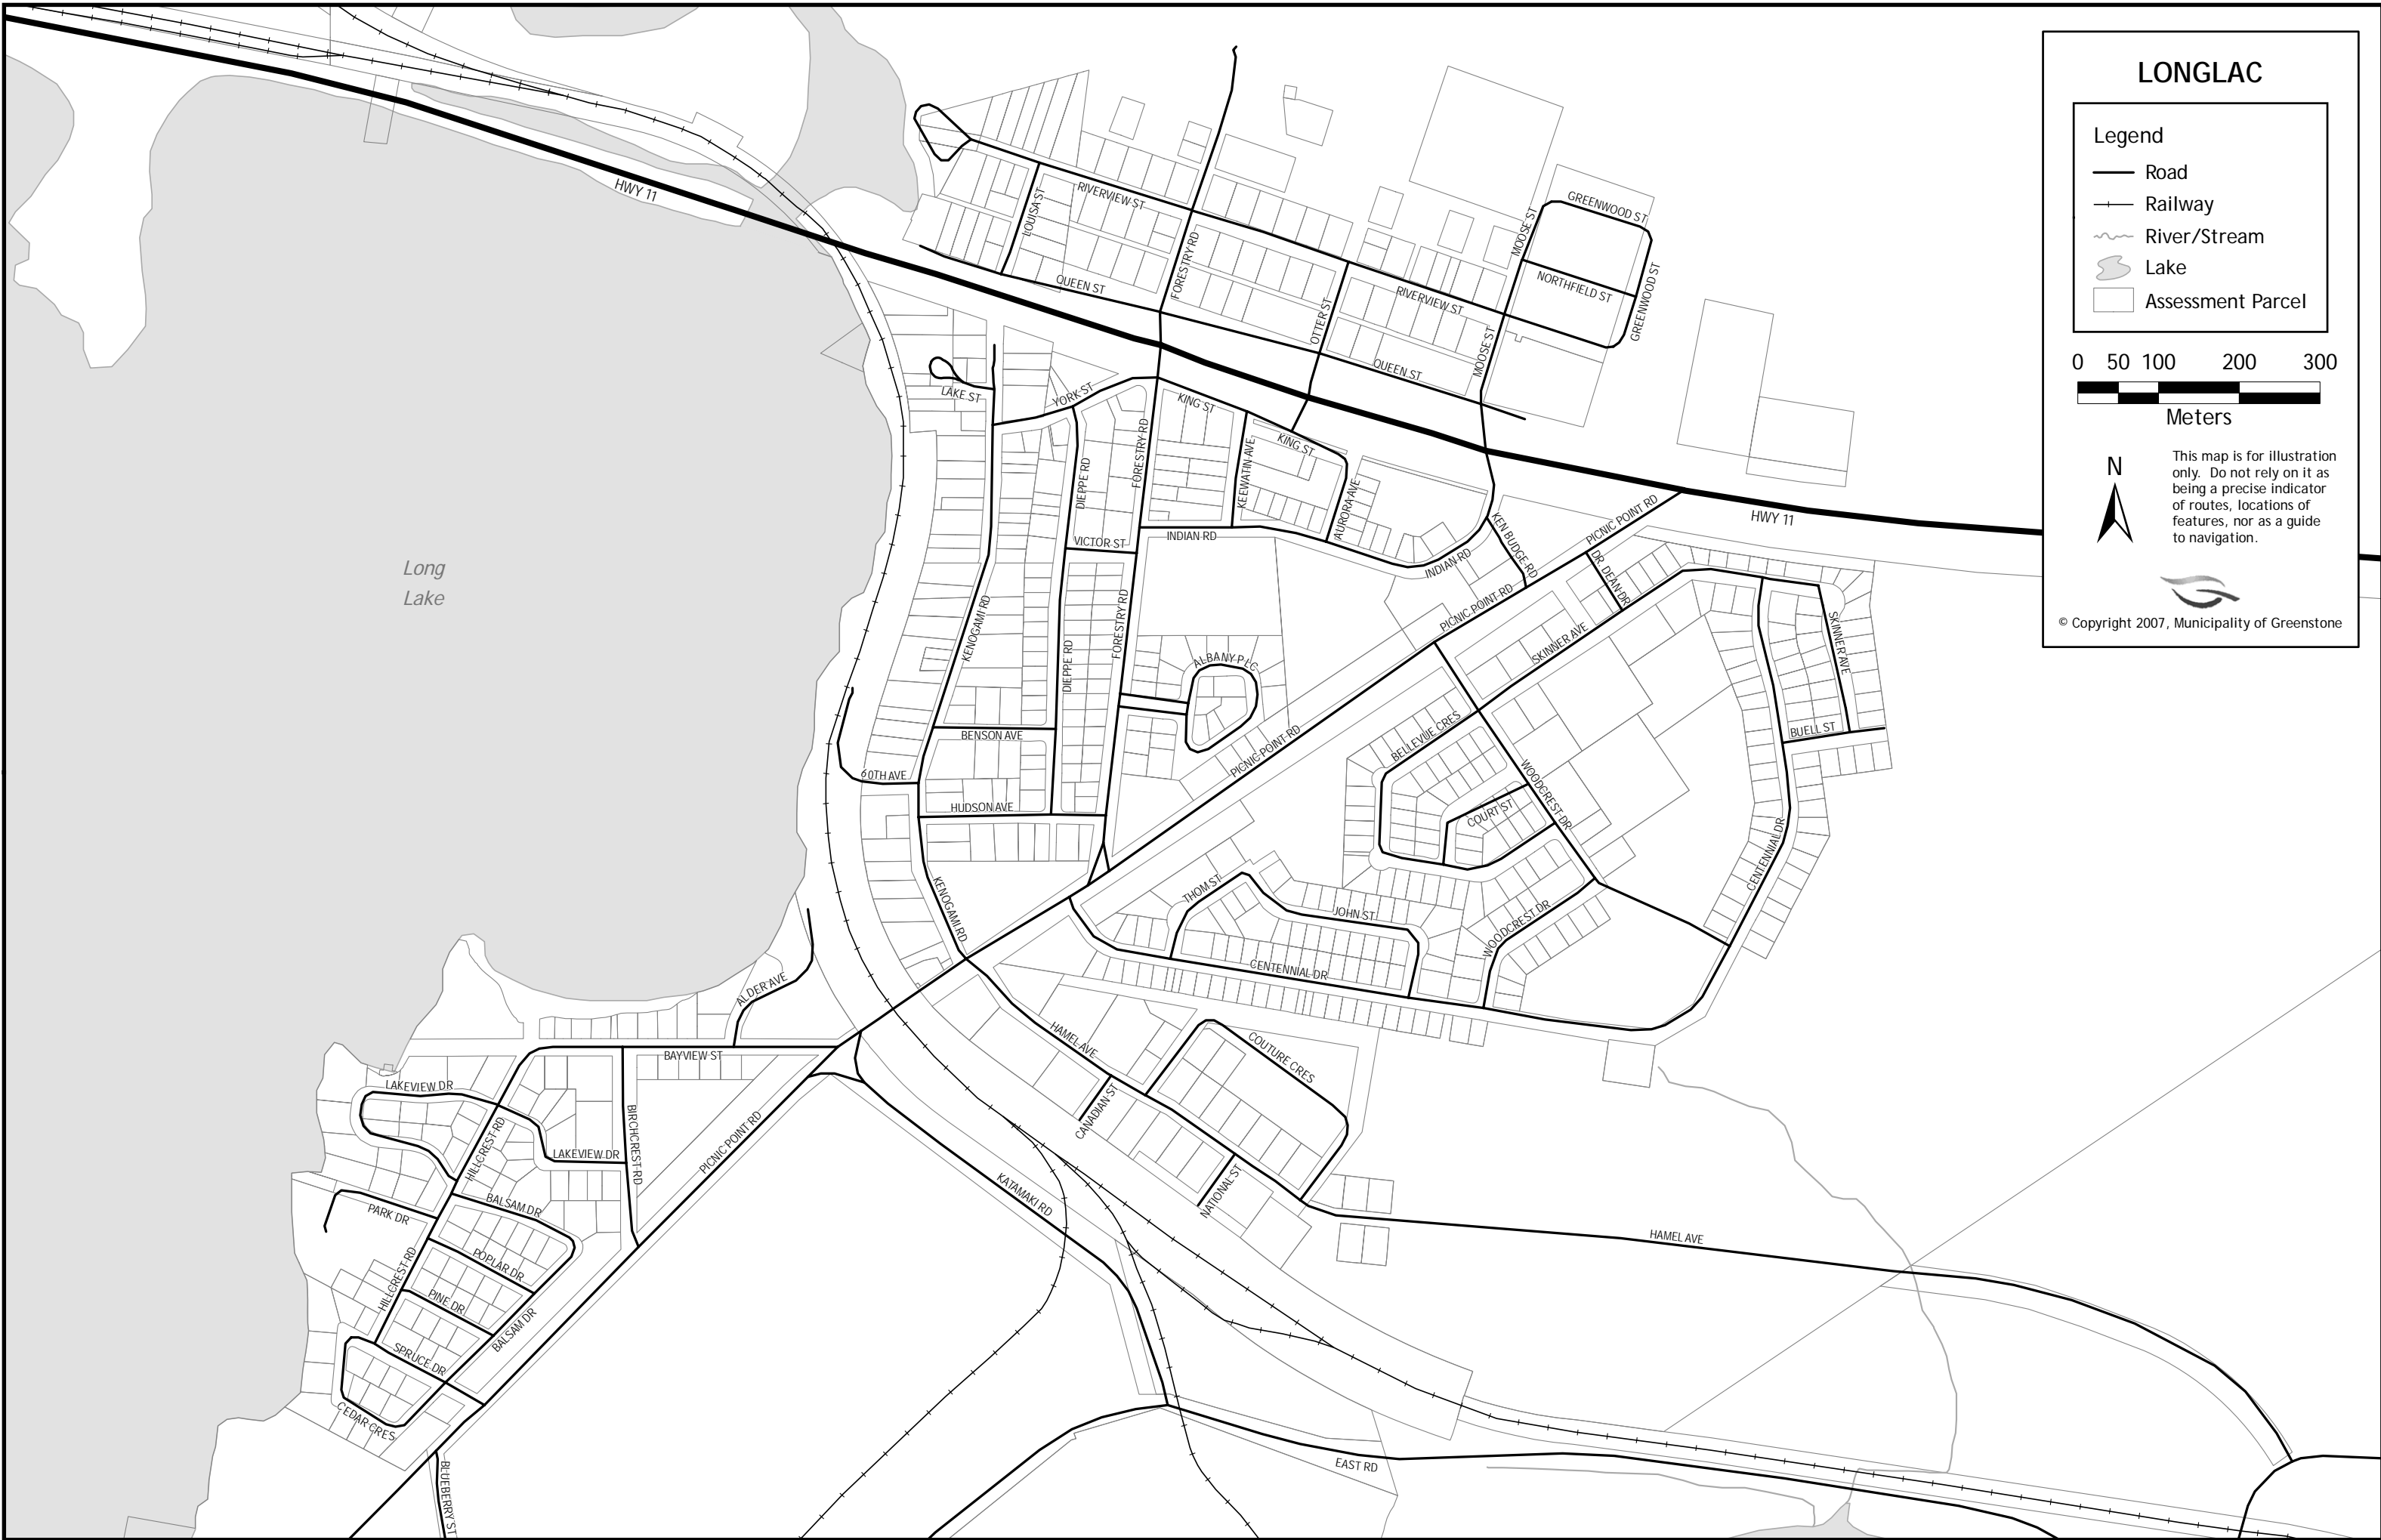 LONGLAC
Legend
Road
Railway
River/Stream
Lake
Assessment Parcel
0 50 100 200 300
Meters
N
This map is for illustration
only. Do not rely on it as
being a precise indicator
of routes, locations of
features, nor as a guide
to navigation.
© Copyright 2007, Municipality of Greenstone
HWY 11
RIVERVIEW ST
LOUISA ST
QUEEN ST
FORESTRY RD
GREENWOOD ST
MOOSE ST
NORTHFIELD ST
GREENWOOD ST
RIVERVIEW ST
OTTER ST
MOOSE ST
QUEEN ST
LAKE ST
YORK ST
KING ST
KING ST
FORESTRY RD
DIEPPE RD
KEEWATIN AVE
AURORA AVE
HWY 11
PICNIC POINT RD
KEN BUDGE RD
VICTOR ST
INDIAN RD
INDIAN RD
DR. DEAN DR
Long
Lake
KENOGAMI RD
DIEPPE RD
FORESTRY RD
ALBANY PLC
PICNIC POINT RD
SKINNER AVE
SKINNER AVE
BENSON AVE
PICNIC POINT RD
BELLEVUE CRES
BUELL ST
60TH AVE
HUDSON AVE
WOODCREST DR
COURT ST
CENTENNIAL DR
KENOGAMI RD
THOM ST
JOHN ST
WOODCREST DR
CENTENNIAL DR
ALDER AVE
BAYVIEW ST
HAMEL AVE
COUTURE CRES
LAKEVIEW DR
CANADIAN ST
BIRCHCREST RD
PICNIC POINT RD
HILLCREST RD
LAKEVIEW DR
NATIONAL ST
KATAMAKI RD
BALSAM DR
PARK DR
HAMEL AVE
POPLAR DR
HILLCREST RD
PINE DR
BALSAM DR
SPRUCE DR
CEDAR CRES
EAST RD
BLUEBERRY ST